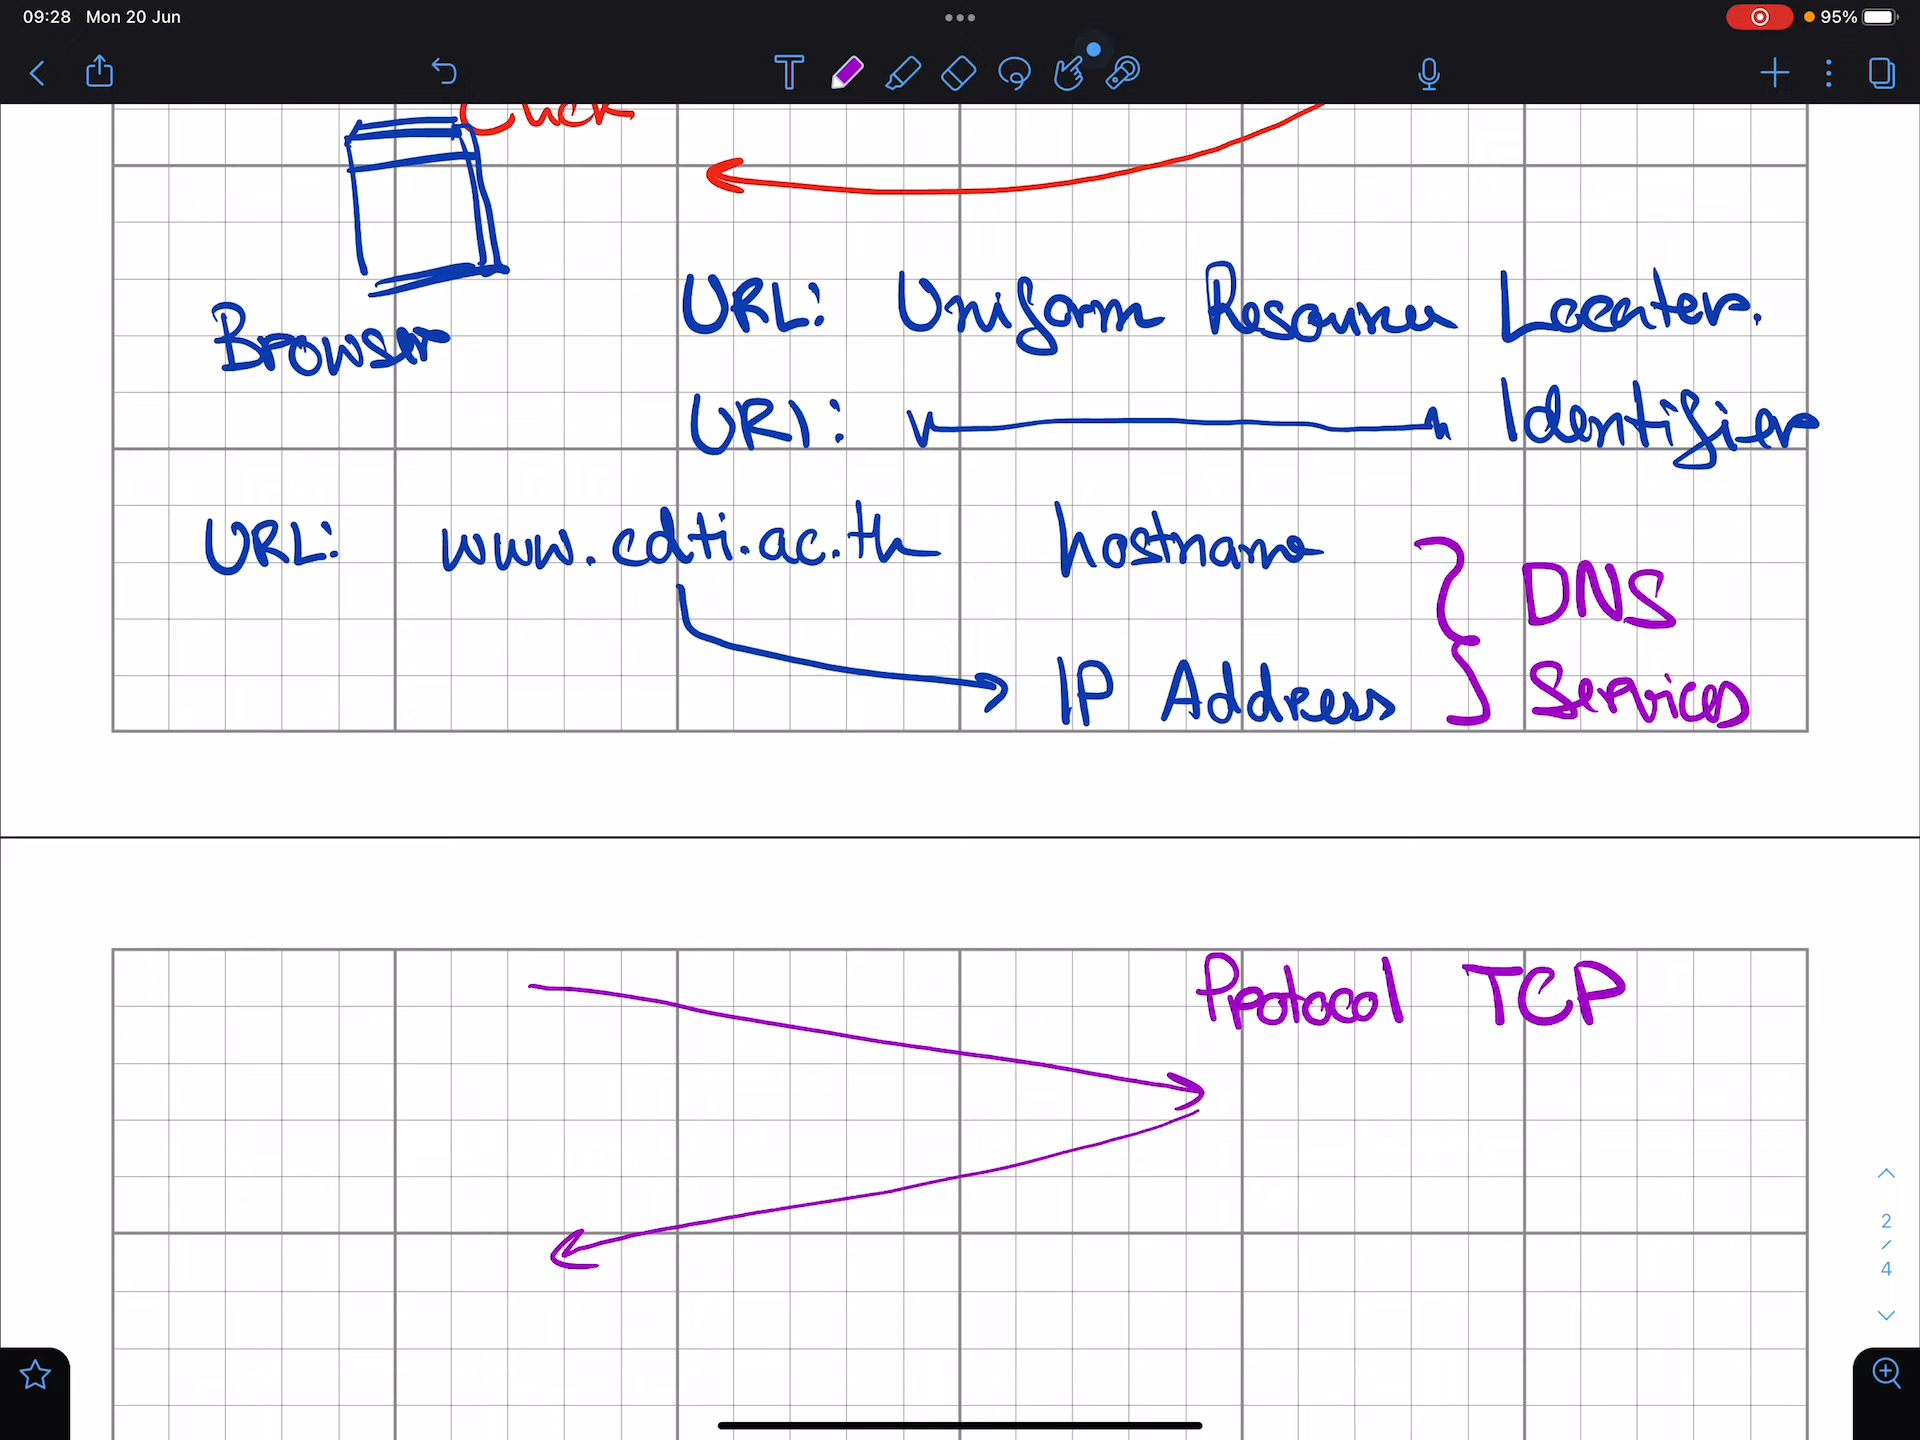 09:28 Mon 20 Jun 95%
Click
Browser
URL: Uniform Resource Locater.
URI: Identifier
URL: www.cdti.ac.th hostname
DNS
IP Address Services
Protocol TCP
2
/
4